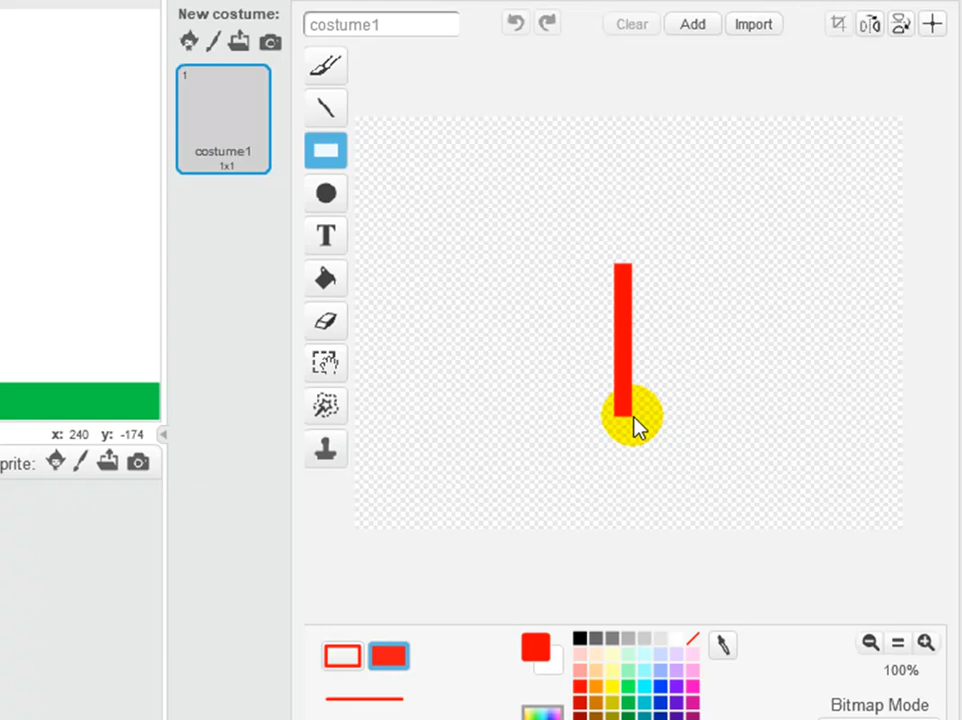 New costume:
costume1
Clear
Add
Import
1
costume1
1x1
T
x: 240 y: -174
prite:
100%
Bitmap Mode